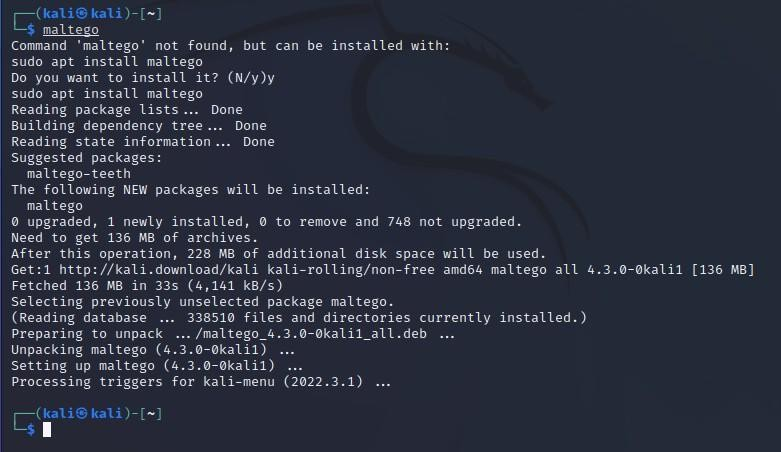 ┌──(kali㉿kali)-[~]
└─$ maltego
Command 'maltego' not found, but can be installed with:
sudo apt install maltego
Do you want to install it? (N/y)y
sudo apt install maltego
Reading package lists... Done
Building dependency tree... Done
Reading state information... Done
Suggested packages:
  maltego-teeth
The following NEW packages will be installed:
  maltego
0 upgraded, 1 newly installed, 0 to remove and 748 not upgraded.
Need to get 136 MB of archives.
After this operation, 228 MB of additional disk space will be used.
Get:1 http://kali.download/kali kali-rolling/non-free amd64 maltego all 4.3.0-0kali1 [136 MB]
Fetched 136 MB in 33s (4,141 kB/s)
Selecting previously unselected package maltego.
(Reading database ... 338510 files and directories currently installed.)
Preparing to unpack .../maltego_4.3.0-0kali1_all.deb ...
Unpacking maltego (4.3.0-0kali1) ...
Setting up maltego (4.3.0-0kali1) ...
Processing triggers for kali-menu (2022.3.1) ...
┌──(kali㉿kali)-[~]
└─$